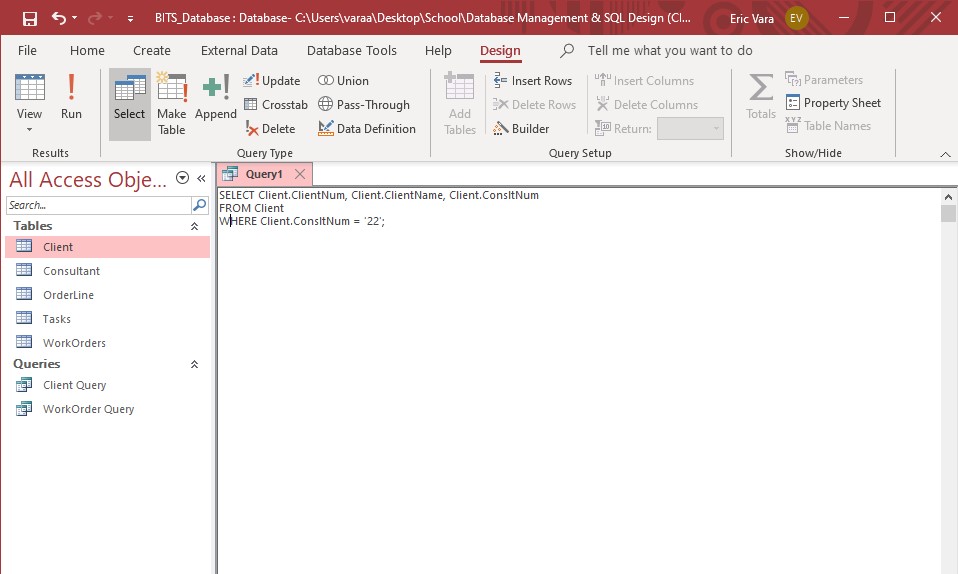 BITS_Database : Database- C:\Users\varaa\Desktop\School\Database Management & SQL Design (Cl...
Eric Vara
EV
File Home Create External Data Database Tools Help Design Tell me what you want to do
View
Run
Select
Make Table
Append
Update
Crosstab
Delete
Union
Pass-Through
Data Definition
Add Tables
Insert Rows
Delete Rows
Builder
Insert Columns
Delete Columns
Return:
Totals
Parameters
Property Sheet
Table Names
Results
Query Type
Query Setup
Show/Hide
All Access Obje...
Search...
Tables
Client
Consultant
OrderLine
Tasks
WorkOrders
Queries
Client Query
WorkOrder Query
Query1
SELECT Client.ClientNum, Client.ClientName, Client.ConsltNum
FROM Client
WHERE Client.ConsltNum = '22';